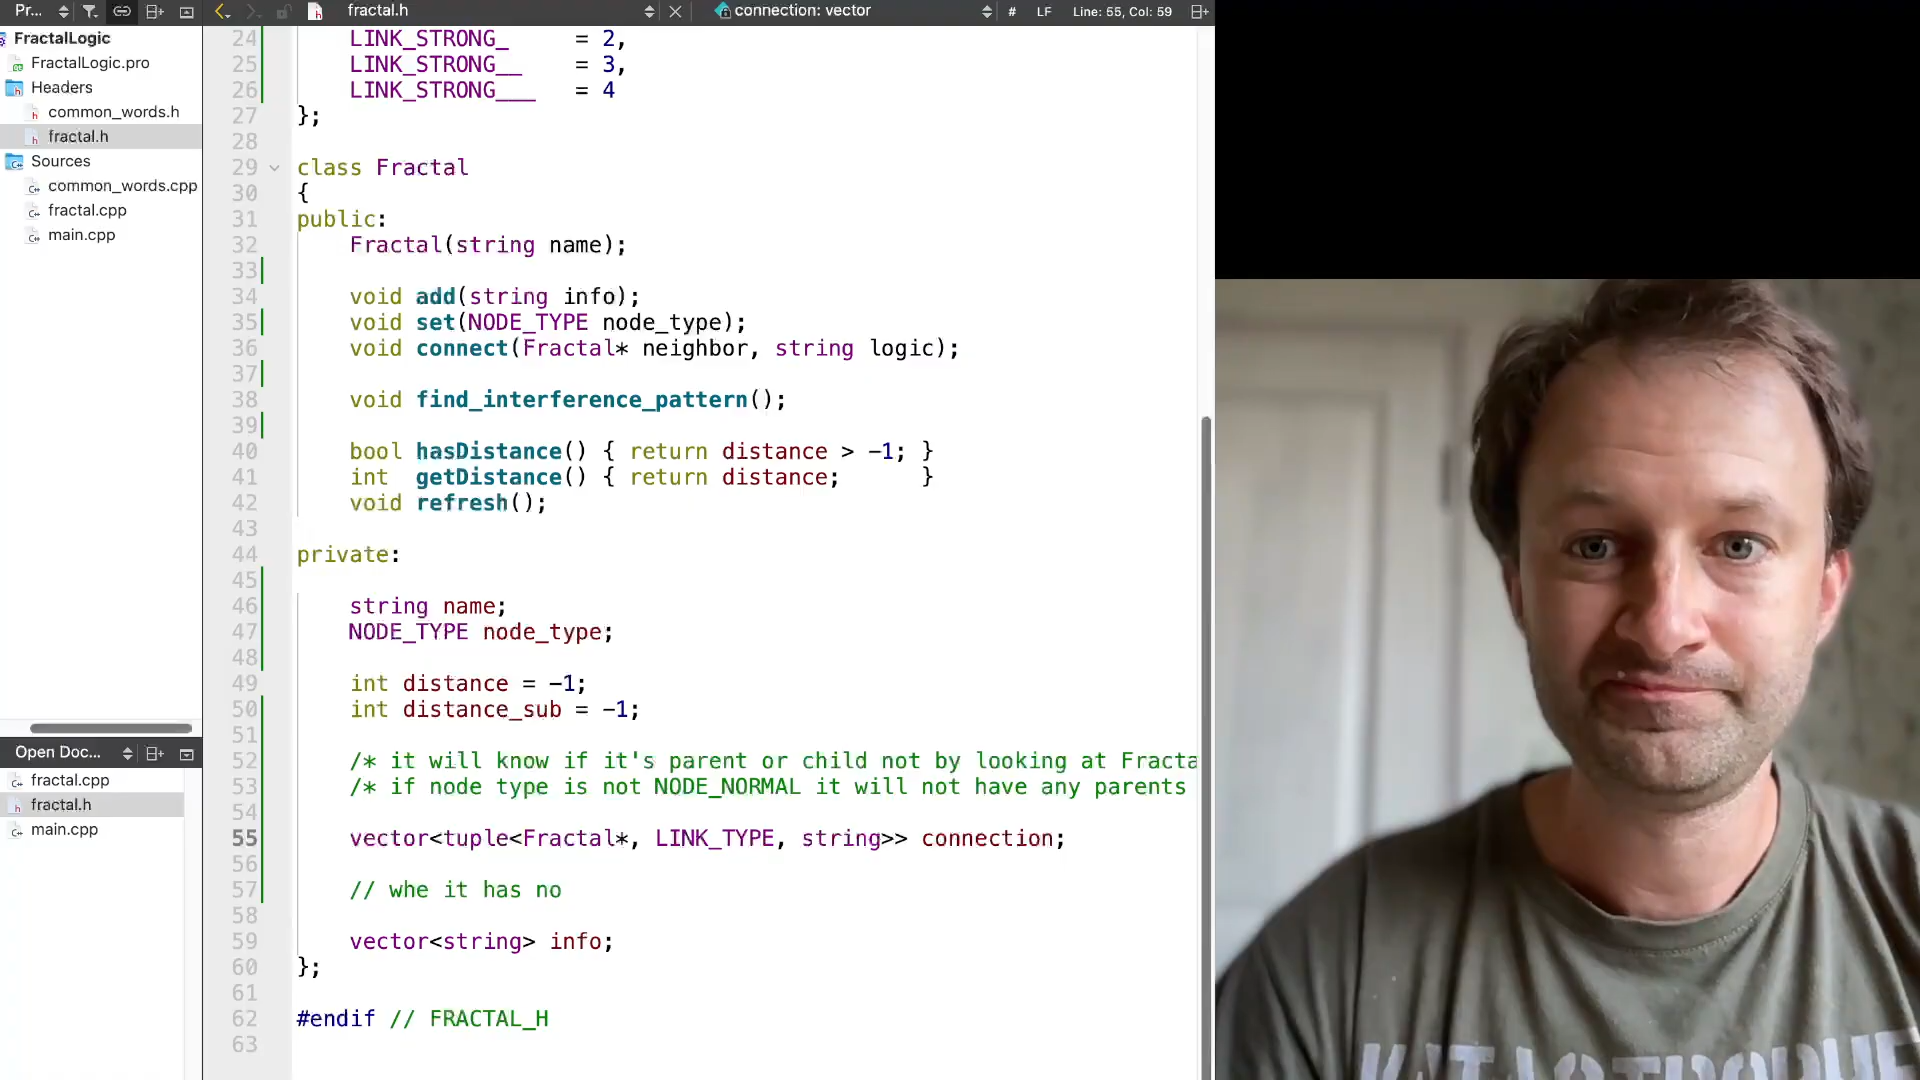 Pr...
fractal.h
connection: vector
#
LF
Line: 55, Col: 59
FractalLogic
FractalLogic.pro
Headers
common_words.h
fractal.h
Sources
common_words.cpp
fractal.cpp
main.cpp
Open Doc...
fractal.cpp
fractal.h
main.cpp
24 LINK_STRONG_ = 2,
25 LINK_STRONG__ = 3,
26 LINK_STRONG___ = 4
27 };
28
29 class Fractal
30 {
31 public:
32 Fractal(string name);
33
34 void add(string info);
35 void set(NODE_TYPE node_type);
36 void connect(Fractal* neighbor, string logic);
37
38 void find_interference_pattern();
39
40 bool hasDistance() { return distance > -1; }
41 int getDistance() { return distance; }
42 void refresh();
43
44 private:
45
46 string name;
47 NODE_TYPE node_type;
48
49 int distance = -1;
50 int distance_sub = -1;
51
52 /* it will know if it's parent or child not by looking at Fracta
53 /* if node type is not NODE_NORMAL it will not have any parents
54
55 vector<tuple<Fractal*, LINK_TYPE, string>> connection;
56
57 // whe it has no
58
59 vector<string> info;
60 };
61
62 #endif // FRACTAL_H
63